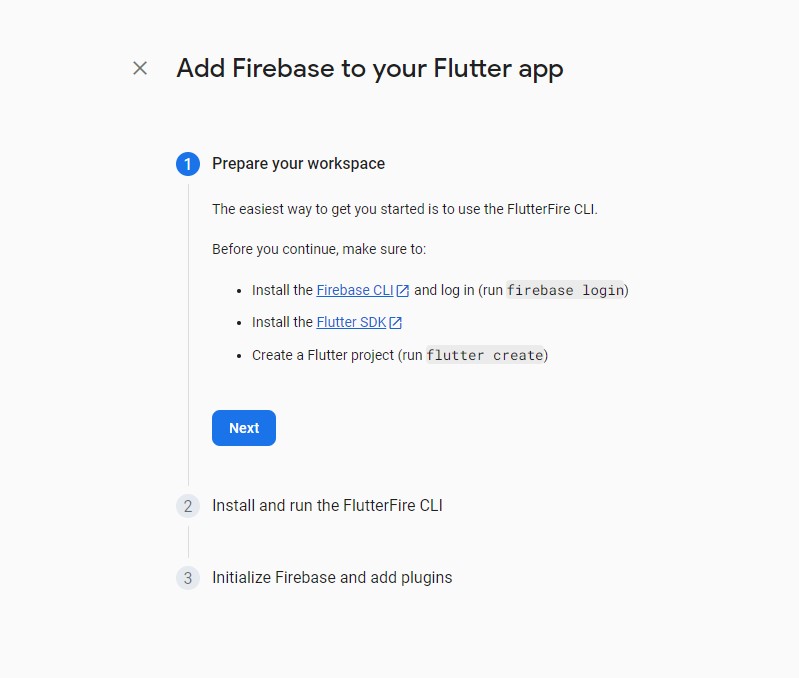 Add Firebase to your Flutter app
1 Prepare your workspace
The easiest way to get you started is to use the FlutterFire CLI.
Before you continue, make sure to:
• Install the Firebase CLI and log in (run firebase login)
• Install the Flutter SDK
• Create a Flutter project (run flutter create)
Next
2 Install and run the FlutterFire CLI
3 Initialize Firebase and add plugins